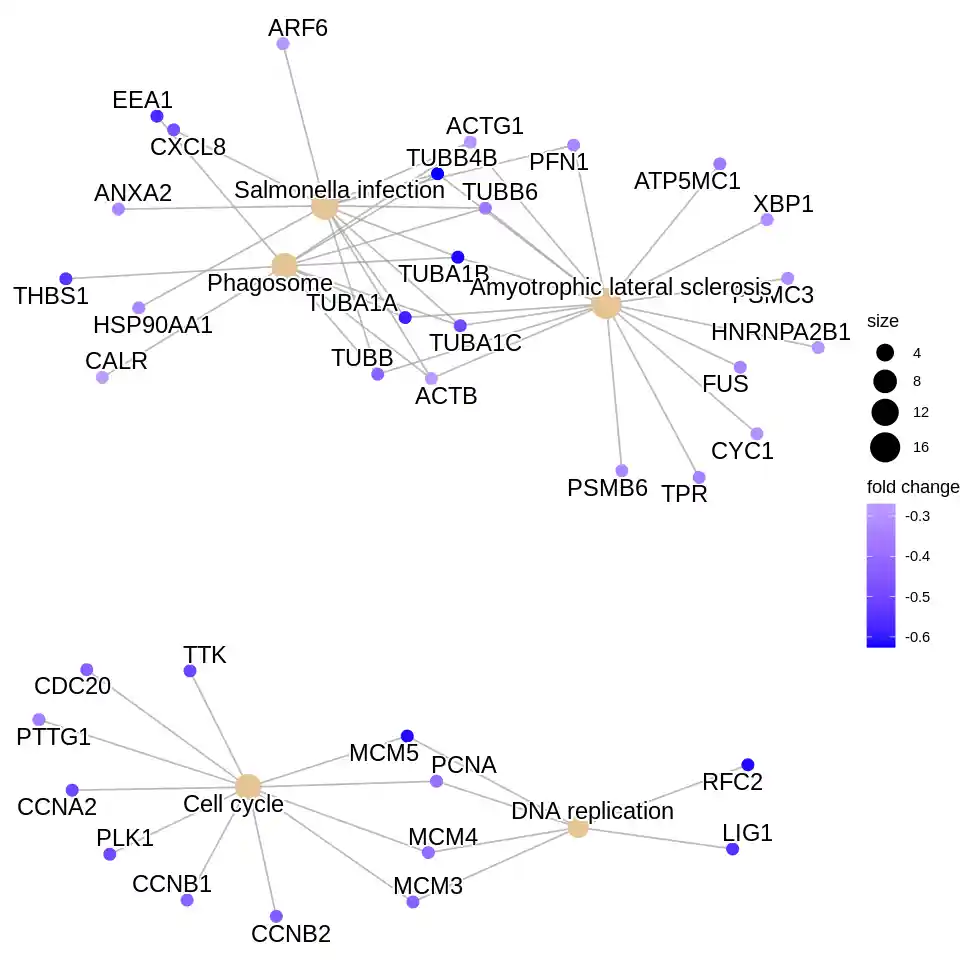 ARF6
EEA1
CXCL8
ACTG1
TUBB4B
PFN1
ATP5MC1
ANXA2
Salmonella infection
TUBB6
XBP1
THBS1
Phagosome
TUBA1B
Amyotrophic lateral sclerosis
PSMC3
TUBA1A
HSP90AA1
TUBA1C
HNRNPA2B1
CALR
TUBB
ACTB
FUS
CYC1
PSMB6
TPR
size
4
8
12
16
fold change
-0.3
-0.4
-0.5
-0.6
TTK
CDC20
PTTG1
MCM5
PCNA
RFC2
CCNA2
Cell cycle
DNA replication
PLK1
MCM4
LIG1
CCNB1
MCM3
CCNB2